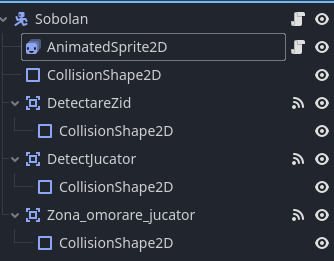 Sobolan
AnimatedSprite2D
CollisionShape2D
DetectareZid
CollisionShape2D
DetectJucator
CollisionShape2D
Zona_omorare_jucator
CollisionShape2D